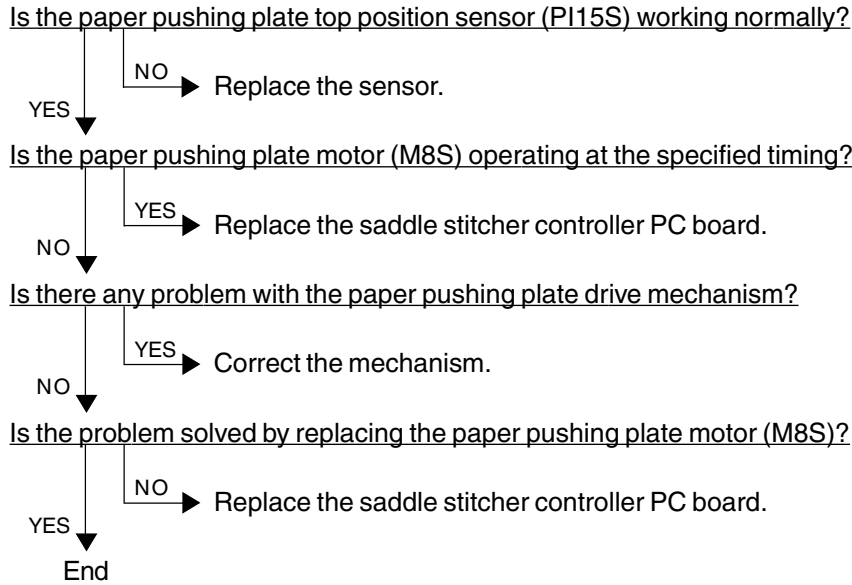 Is the paper pushing plate top position sensor (PI15S) working normally?
NO
Replace the sensor.
YES
Is the paper pushing plate motor (M8S) operating at the specified timing?
YES
Replace the saddle stitcher controller PC board.
NO
Is there any problem with the paper pushing plate drive mechanism?
YES
Correct the mechanism.
NO
Is the problem solved by replacing the paper pushing plate motor (M8S)?
NO
Replace the saddle stitcher controller PC board.
YES
End